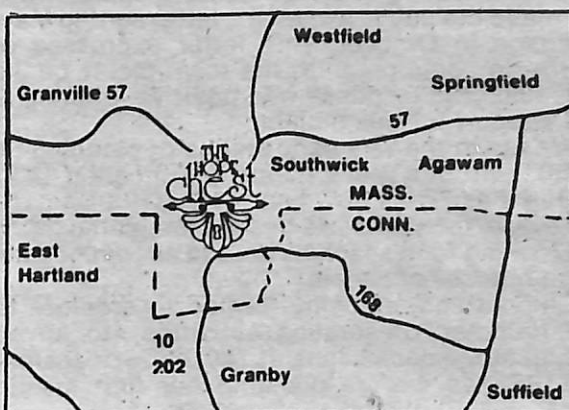 Westfield
Springfield
Granville 57
57
THE
HOPE
chest
Southwick
Agawam
MASS.
CONN.
East
Hartland
168
10
202
Granby
Suffield